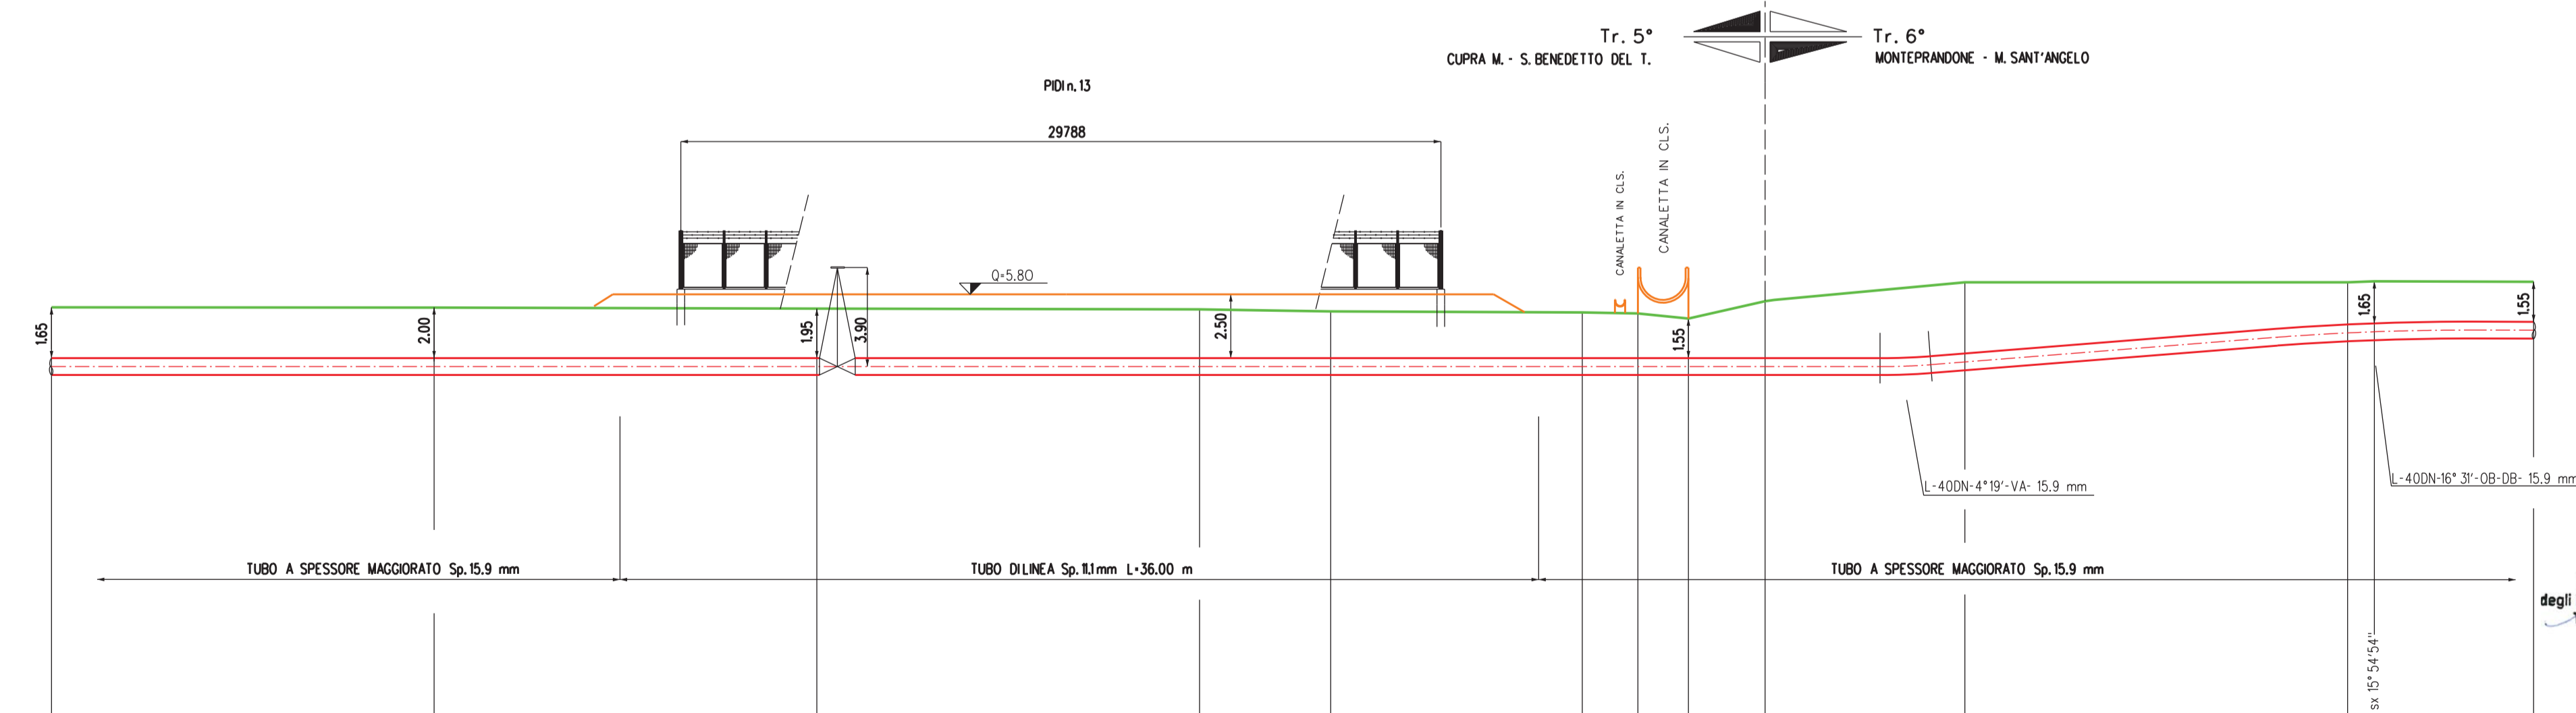 Tr. 5°
CUPRA M. - S. BENEDETTO DEL T.
Tr. 6°
MONTEPRANDONE - M. SANT'ANGELO
PIDI n. 13
29788
CANALETTA IN CLS.
CANALETTA IN CLS.
Q=5.80
1.65
2.00
1.95
3.90
2.50
1.55
1.65
1.55
L-40DN-4°19'-VA- 15.9 mm
L-40DN-16° 31'-OB-DB- 15.9 mm
TUBO A SPESSORE MAGGIORATO Sp. 15.9 mm
TUBO DI LINEA Sp. 11.1 mm L=36.00 m
TUBO A SPESSORE MAGGIORATO Sp. 15.9 mm
degli
sx 15° 54'54"